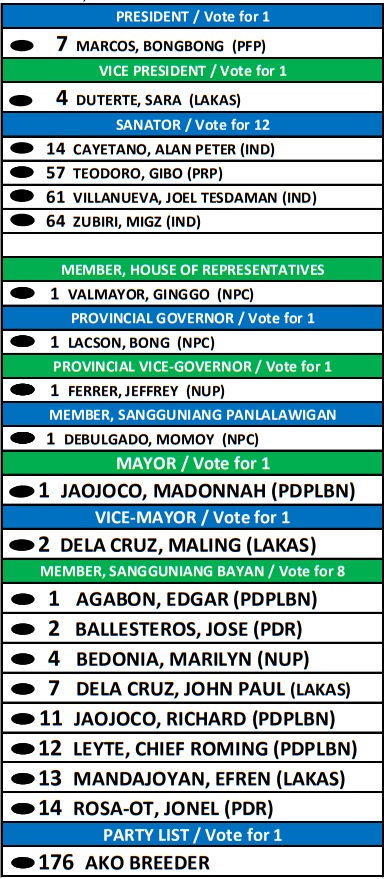 PRESIDENT / Vote for 1
7 MARCOS, BONGBONG (PFP)
VICE PRESIDENT / Vote for 1
4 DUTERTE, SARA (LAKAS)
SANATOR / Vote for 12
14 CAYETANO, ALAN PETER (IND)
57 TEODORO, GIBO (PRP)
61 VILLANUEVA, JOEL TESDAMAN (IND)
64 ZUBIRI, MIGZ (IND)
MEMBER, HOUSE OF REPRESENTATIVES
1 VALMAYOR, GINGGO (NPC)
PROVINCIAL GOVERNOR / Vote for 1
1 LACSON, BONG (NPC)
PROVINCIAL VICE-GOVERNOR / Vote for 1
1 FERRER, JEFFREY (NUP)
MEMBER, SANGGUNIANG PANLALAWIGAN
1 DEBULGADO, MOMOY (NPC)
MAYOR / Vote for 1
1 JAOJOCO, MADONNAH (PDPLBN)
VICE-MAYOR / Vote for 1
2 DELA CRUZ, MALING (LAKAS)
MEMBER, SANGGUNIANG BAYAN / Vote for 8
1 AGABON, EDGAR (PDPLBN)
2 BALLESTEROS, JOSE (PDR)
4 BEDONIA, MARILYN (NUP)
7 DELA CRUZ, JOHN PAUL (LAKAS)
11 JAOJOCO, RICHARD (PDPLBN)
12 LEYTE, CHIEF ROMING (PDPLBN)
13 MANDAJOYAN, EFREN (LAKAS)
14 ROSA-OT, JONEL (PDR)
PARTY LIST / Vote for 1
176 AKO BREEDER